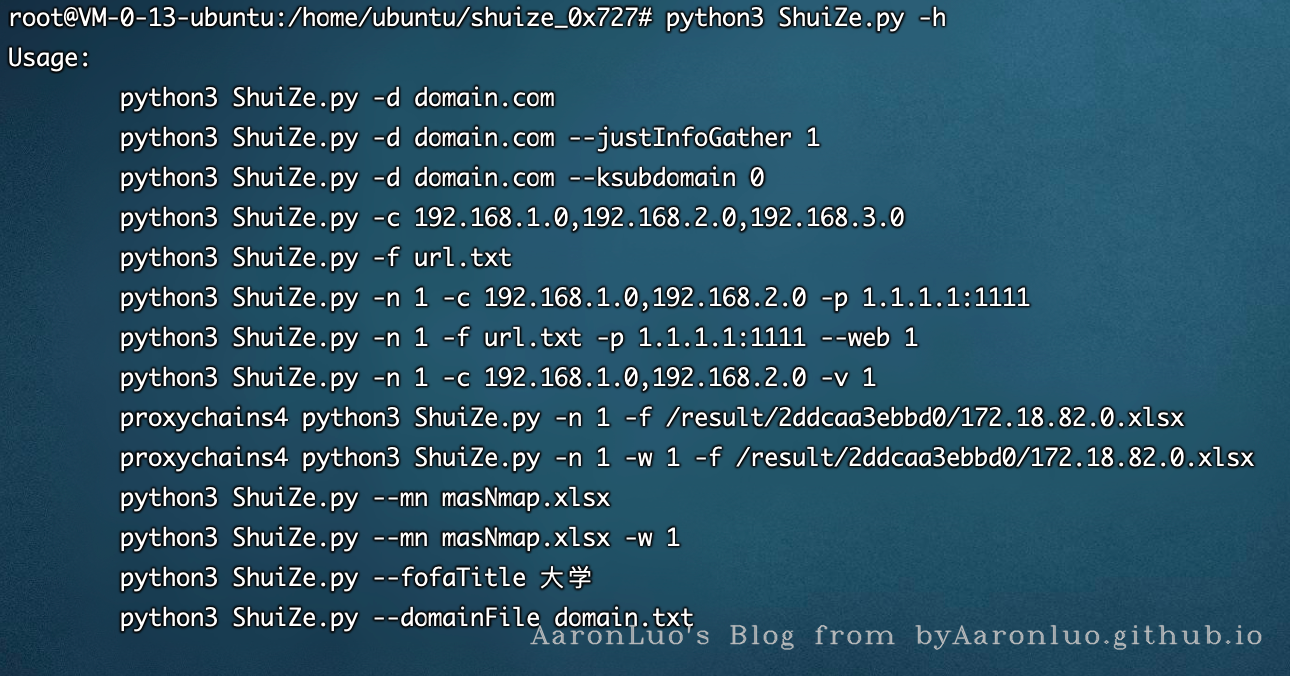 root@VM-0-13-ubuntu:/home/ubuntu/shuize_0x727# python3 ShuiZe.py -h
Usage:
python3 ShuiZe.py -d domain.com
python3 ShuiZe.py -d domain.com --justInfoGather 1
python3 ShuiZe.py -d domain.com --ksubdomain 0
python3 ShuiZe.py -c 192.168.1.0,192.168.2.0,192.168.3.0
python3 ShuiZe.py -f url.txt
python3 ShuiZe.py -n 1 -c 192.168.1.0,192.168.2.0 -p 1.1.1.1:1111
python3 ShuiZe.py -n 1 -f url.txt -p 1.1.1.1:1111 --web 1
python3 ShuiZe.py -n 1 -c 192.168.1.0,192.168.2.0 -v 1
proxychains4 python3 ShuiZe.py -n 1 -f /result/2ddcaa3ebbd0/172.18.82.0.xlsx
proxychains4 python3 ShuiZe.py -n 1 -w 1 -f /result/2ddcaa3ebbd0/172.18.82.0.xlsx
python3 ShuiZe.py --mn masNmap.xlsx
python3 ShuiZe.py --mn masNmap.xlsx -w 1
python3 ShuiZe.py --fofaTitle 大学
python3 ShuiZe.py --domainFile domain.txt
AaronLuo's Blog from byAaronluo.github.io